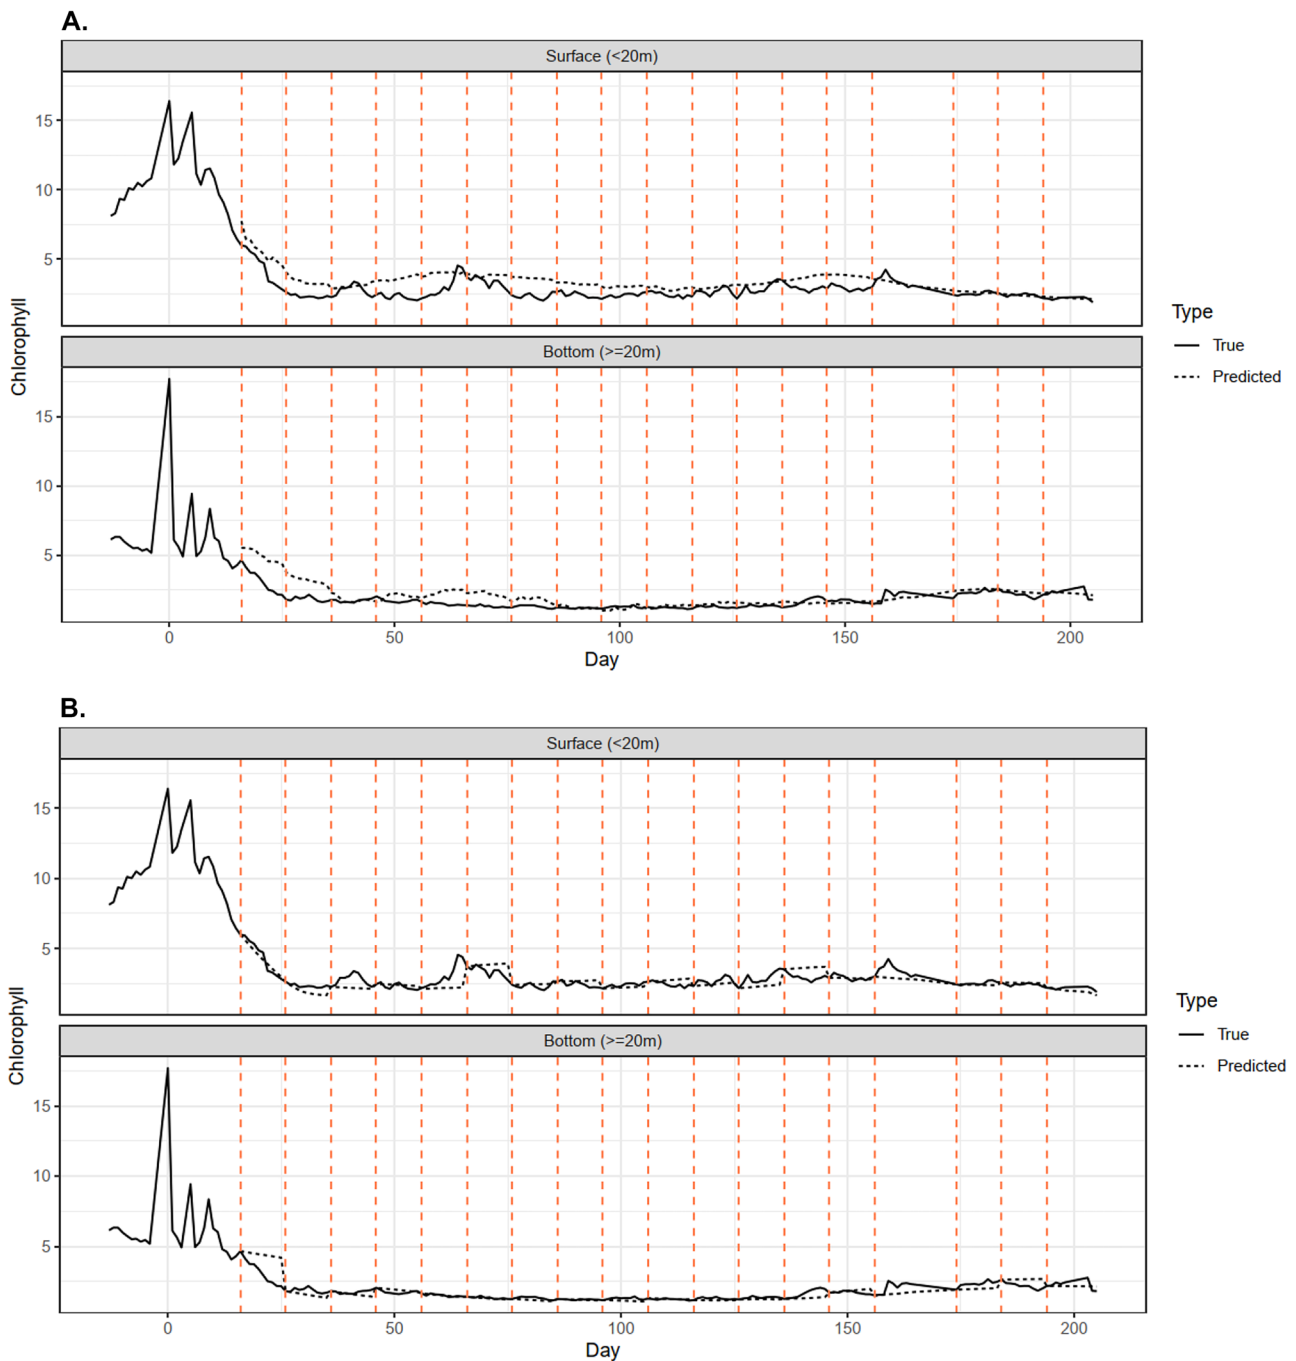 A.
Surface (<20m)
15
10
5
Bottom (>=20m)
15
10
5
Chlorophyll
0 50 100 150 200
Day
Type
True
Predicted
B.
Surface (<20m)
15
10
5
Bottom (>=20m)
15
10
5
Chlorophyll
0 50 100 150 200
Day
Type
True
Predicted